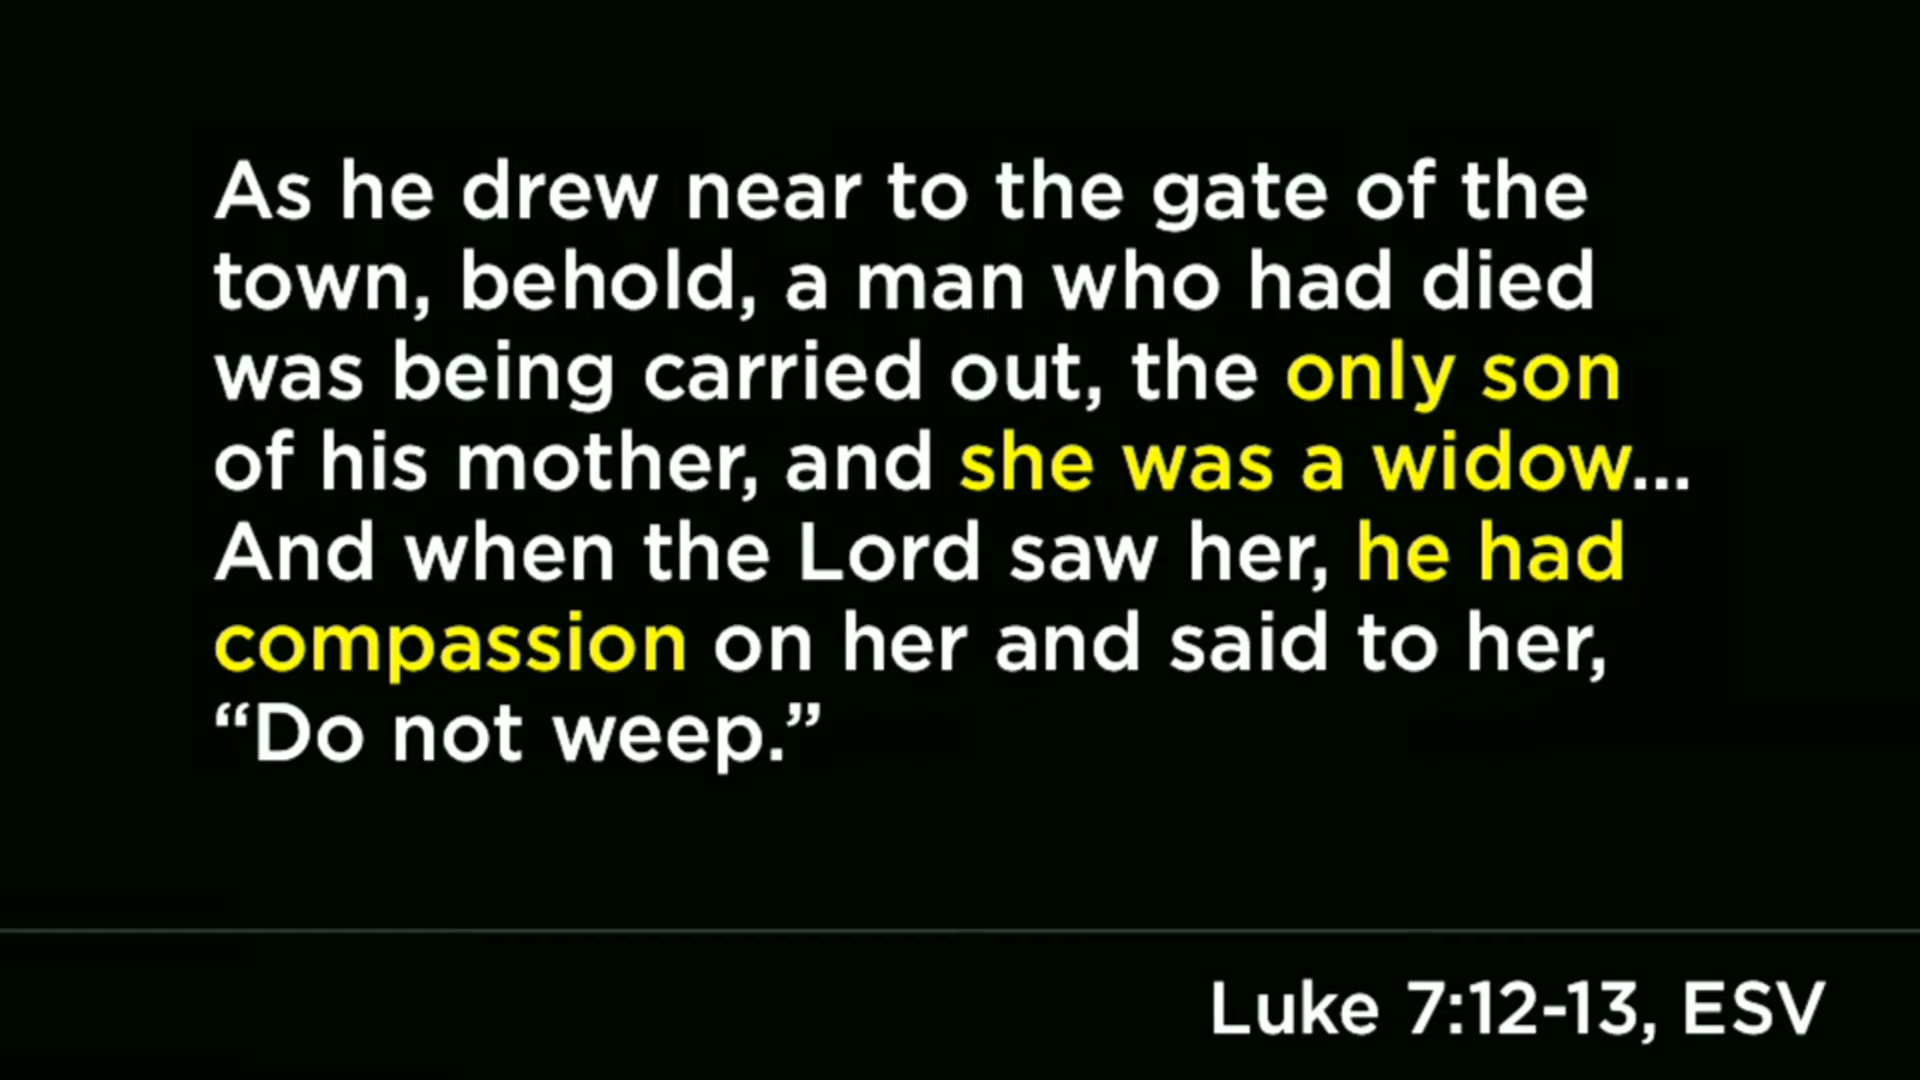 As he drew near to the gate of the
town, behold, a man who had died
was being carried out, the only son
of his mother, and she was a widow...
And when the Lord saw her, he had
compassion on her and said to her,
“Do not weep.”
Luke 7:12-13, ESV